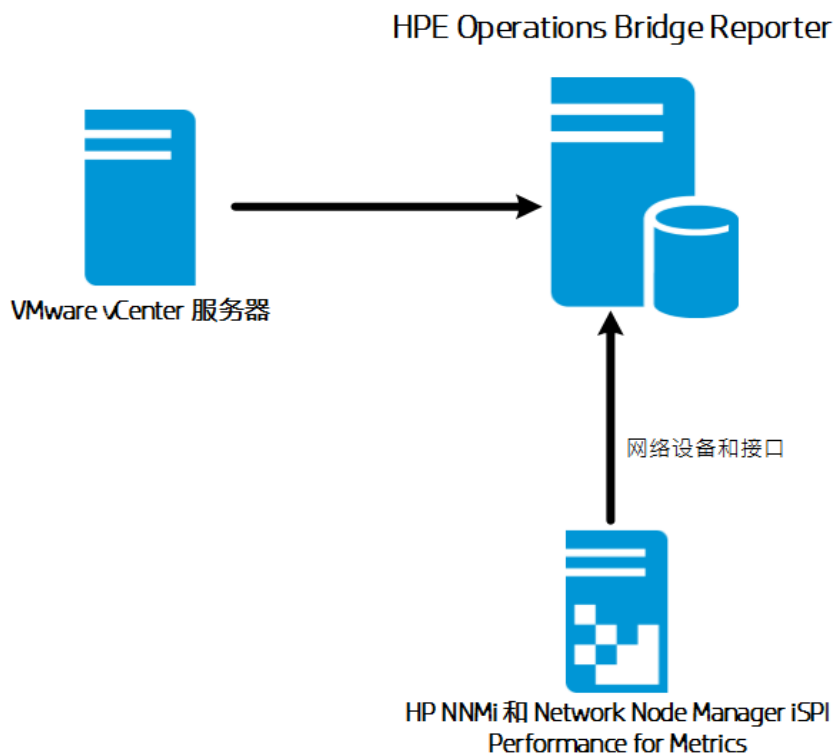 HPE Operations Bridge Reporter
VMware vCenter 服务器
网络设备和接口
HP NNMi 和 Network Node Manager iSPI
Performance for Metrics